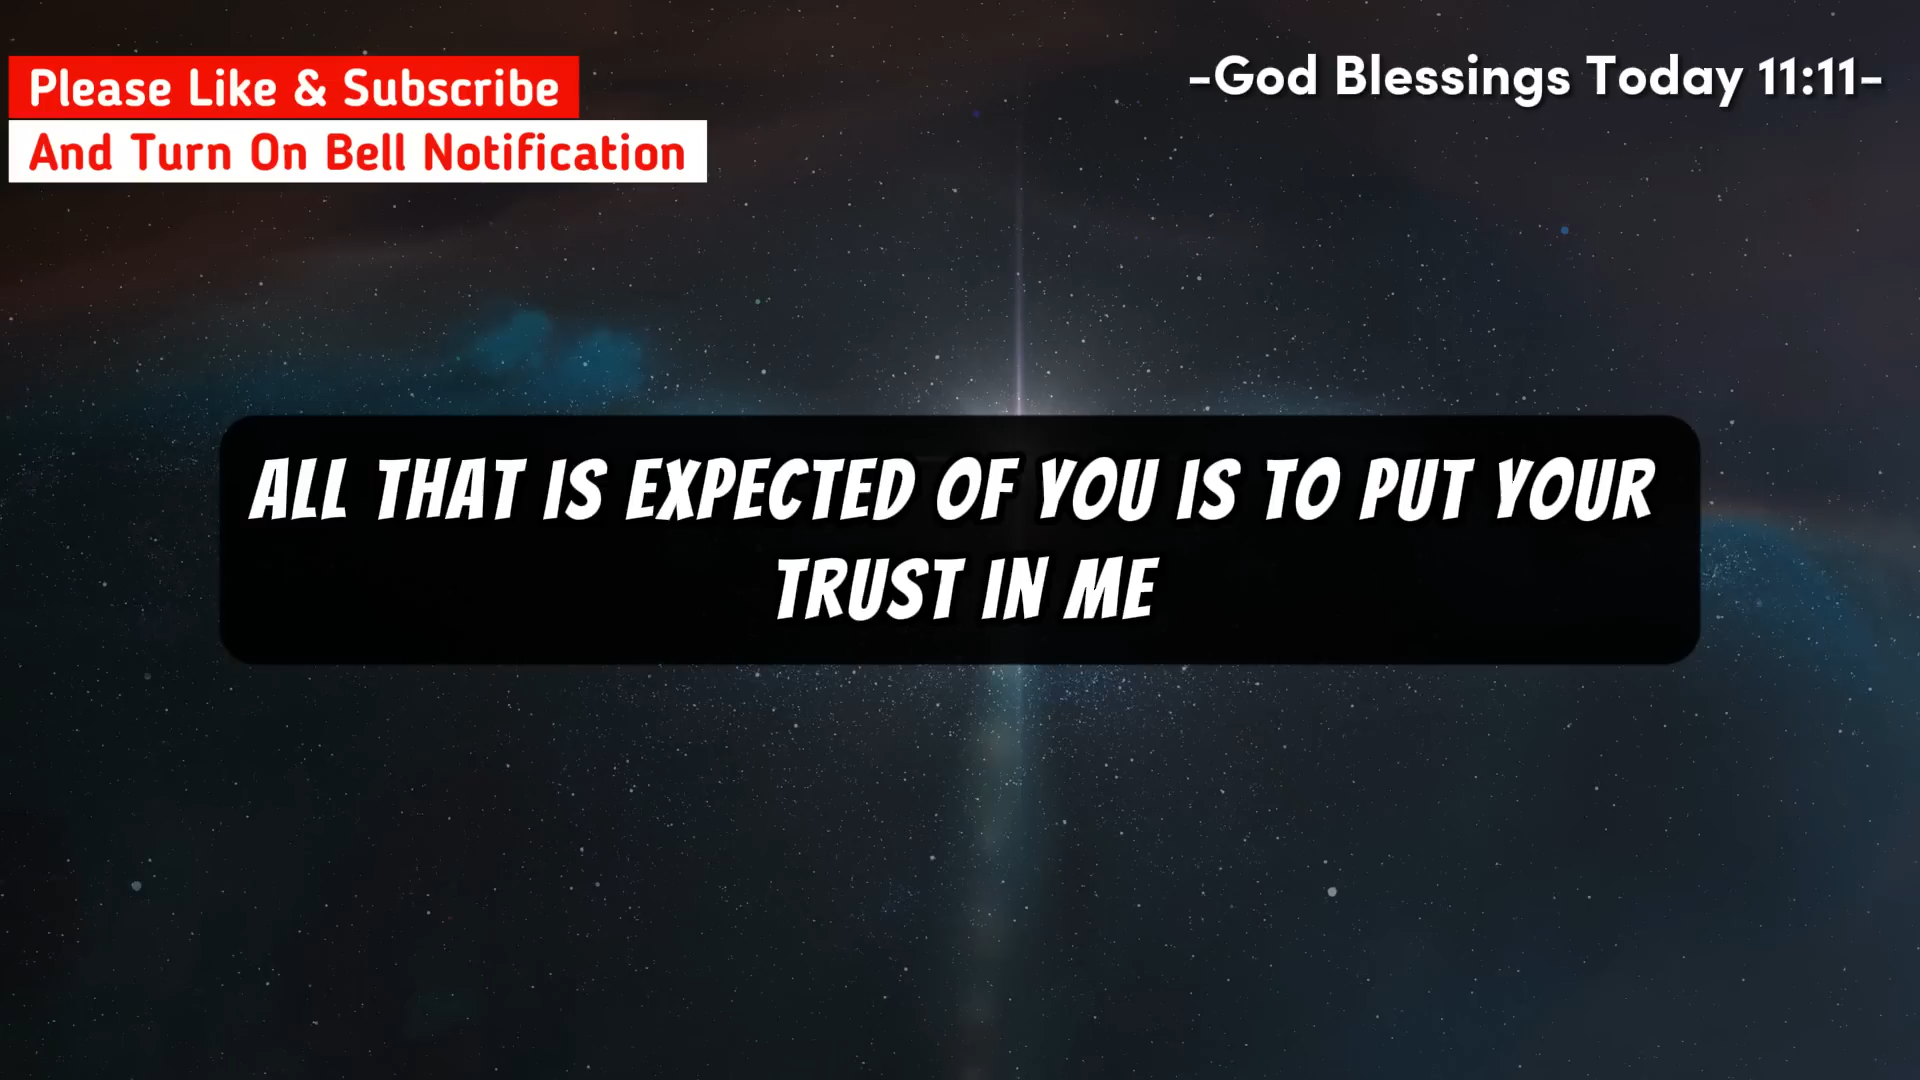 Please Like & Subscribe
And Turn On Bell Notification
-God Blessings Today 11:11-
ALL THAT IS EXPECTED OF YOU IS TO PUT YOUR
TRUST IN ME